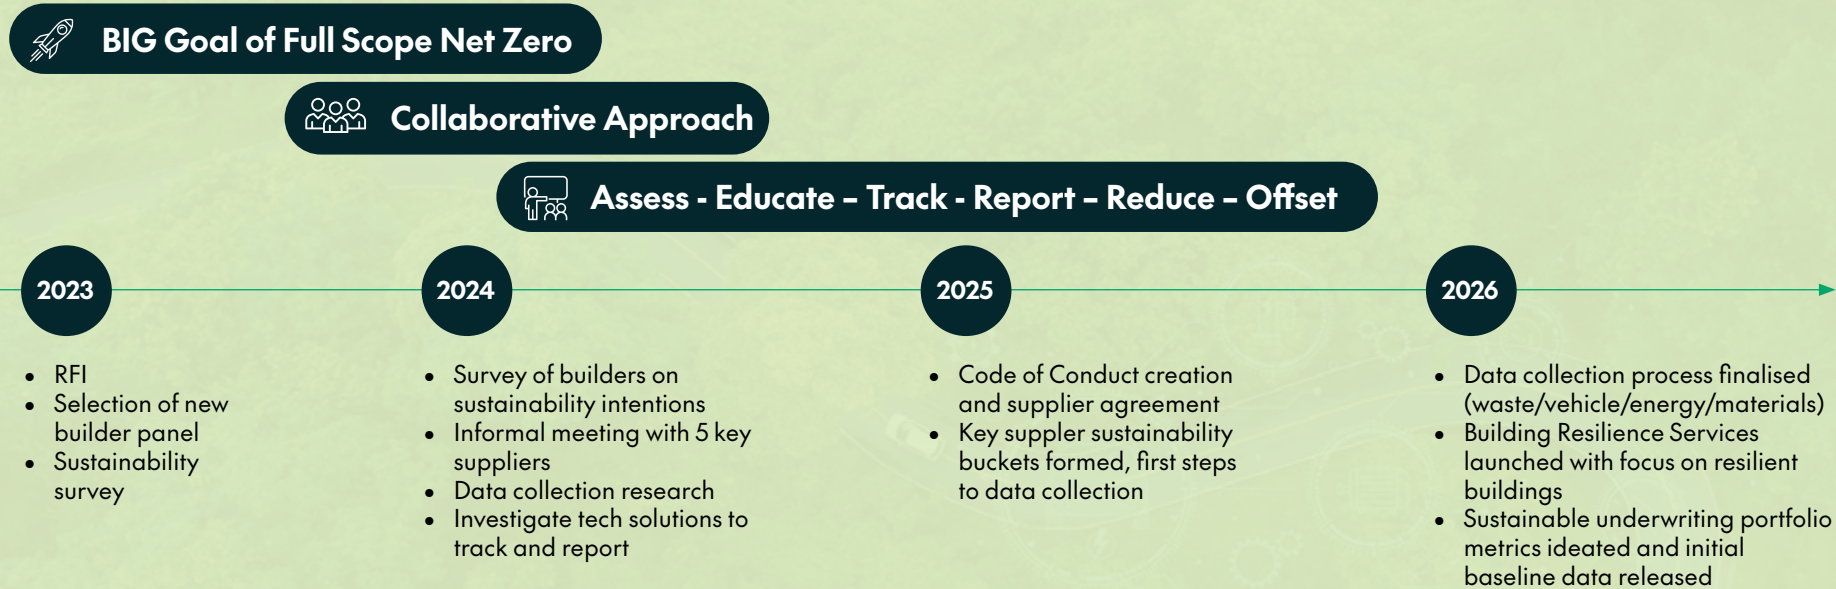 BIG Goal of Full Scope Net Zero
Collaborative Approach
Assess - Educate – Track - Report – Reduce – Offset
2023
• RFI
• Selection of new
builder panel
• Sustainability
survey
2024
• Survey of builders on
sustainability intentions
• Informal meeting with 5 key
suppliers
• Data collection research
• Investigate tech solutions to
track and report
2025
• Code of Conduct creation
and supplier agreement
• Key suppler sustainability
buckets formed, first steps
to data collection
2026
• Data collection process finalised
(waste/vehicle/energy/materials)
• Building Resilience Services
launched with focus on resilient
buildings
• Sustainable underwriting portfolio
metrics ideated and initial
baseline data released